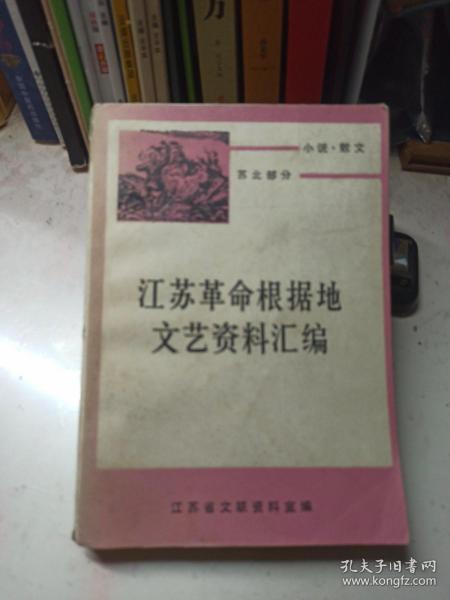 小说·散文
苏北部分
江苏革命根据地
文艺资料汇编
江苏省文联资料室编
孔夫子旧书网
www.kongfz.com